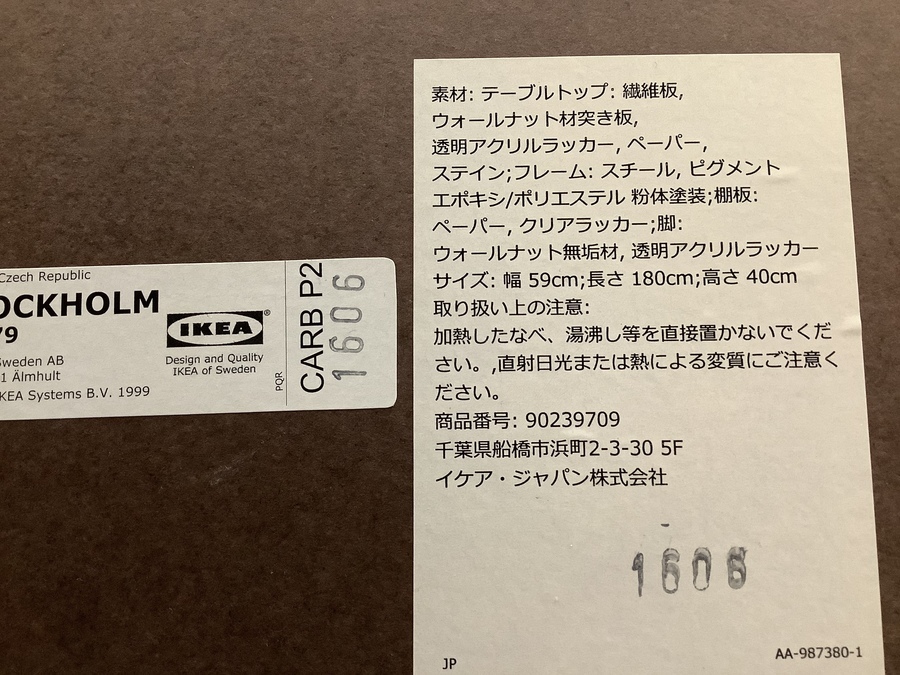 Czech Republic
OCKHOLM
79
Sweden AB
1 Älmhult
IKEA Systems B.V. 1999
IKEA®
Design and Quality
IKEA of Sweden
PQR
CARB P2
1606
素材: テーブルトップ: 繊維板,
ウォールナット材突き板,
透明アクリルラッカー, ペーパー,
ステイン;フレーム: スチール, ピグメント
エポキシ/ポリエステル 粉体塗装;棚板:
ペーパー, クリアラッカー;脚:
ウォールナット無垢材, 透明アクリルラッカー
サイズ: 幅 59cm;長さ 180cm;高さ 40cm
取り扱い上の注意:
加熱したなべ、湯沸し等を直接置かないでくだ
さい。,直射日光または熱による変質にご注意く
ださい。
商品番号: 90239709
千葉県船橋市浜町2-3-30 5F
イケア・ジャパン株式会社
1606
JP
AA-987380-1